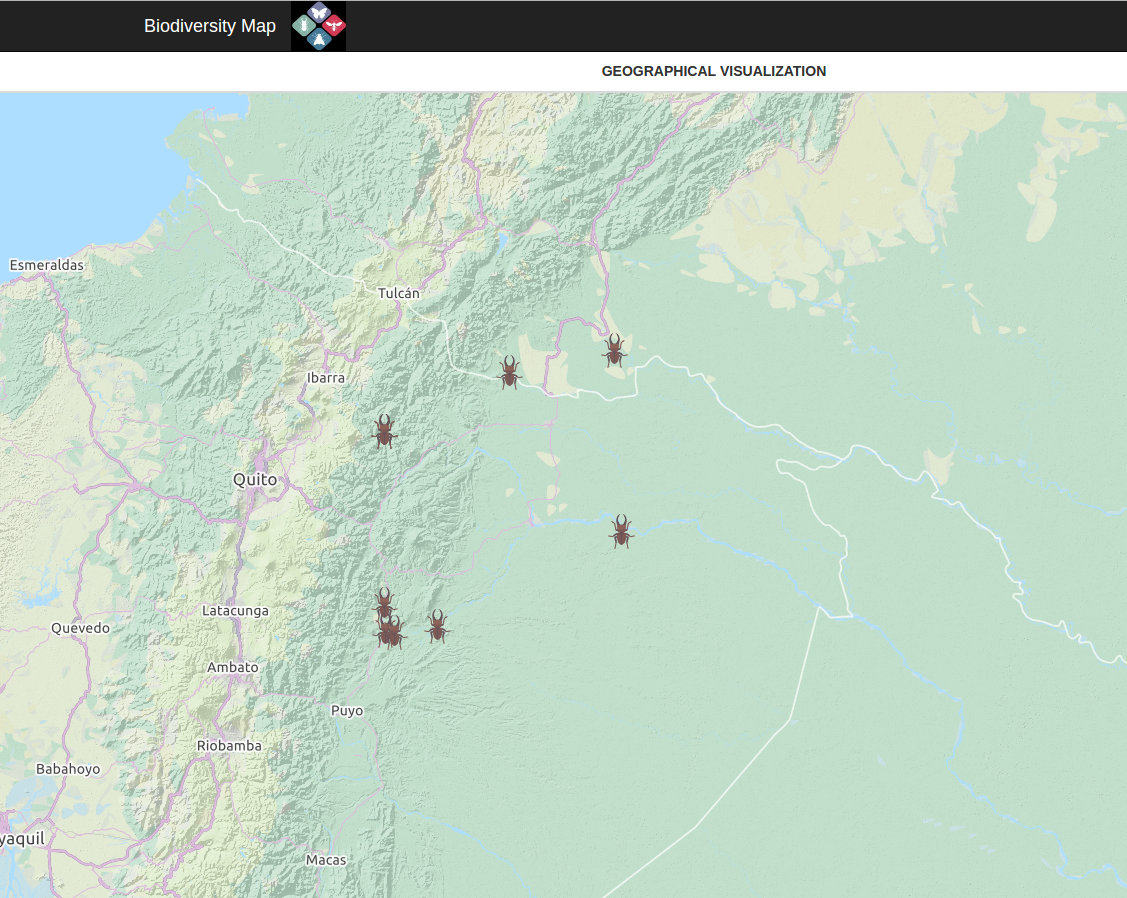 Biodiversity Map
GEOGRAPHICAL VISUALIZATION
Esmeraldas
Tulcán
Ibarra
Quito
Latacunga
Quevedo
Ambato
Puyo
Riobamba
Babahoyo
yaquil
Macas